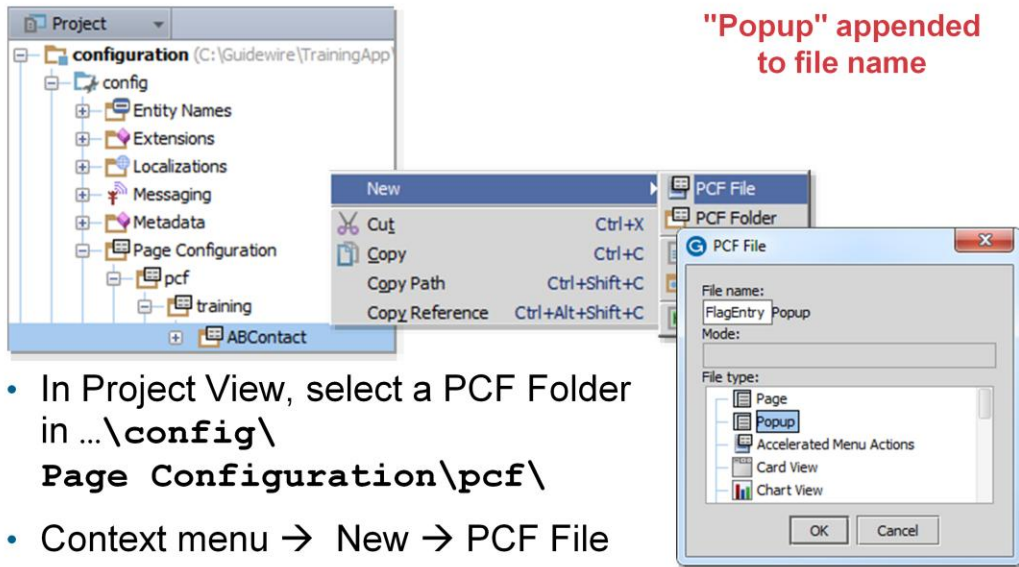 Project
"Popup" appended
to file name
configuration (C:\Guidewire\TrainingApp\
config
Entity Names
Extensions
Localizations
Messaging
Metadata
Page Configuration
pcf
training
ABContact
New
Cut Ctrl+X
Copy Ctrl+C
Copy Path Ctrl+Shift+C
Copy Reference Ctrl+Alt+Shift+C
PCF File
PCF Folder
PCF File
File name:
FlagEntry Popup
Mode:
File type:
Page
Popup
Accelerated Menu Actions
Card View
Chart View
OK Cancel
• In Project View, select a PCF Folder
in ...\config\
Page Configuration\pcf\
• Context menu → New → PCF File